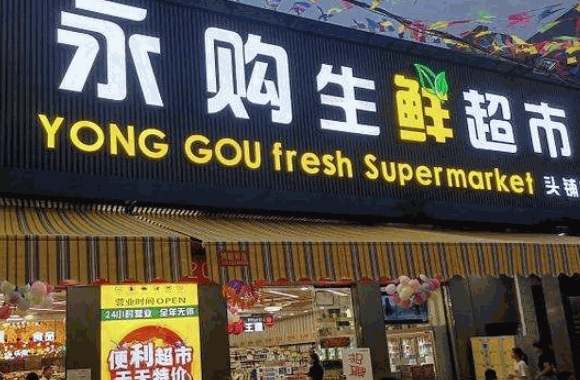 永购生鲜超市
YONG GOU fresh Supermarket 头铺
营业时间OPEN
24小时营业 全年无休
便利超市
天天特价